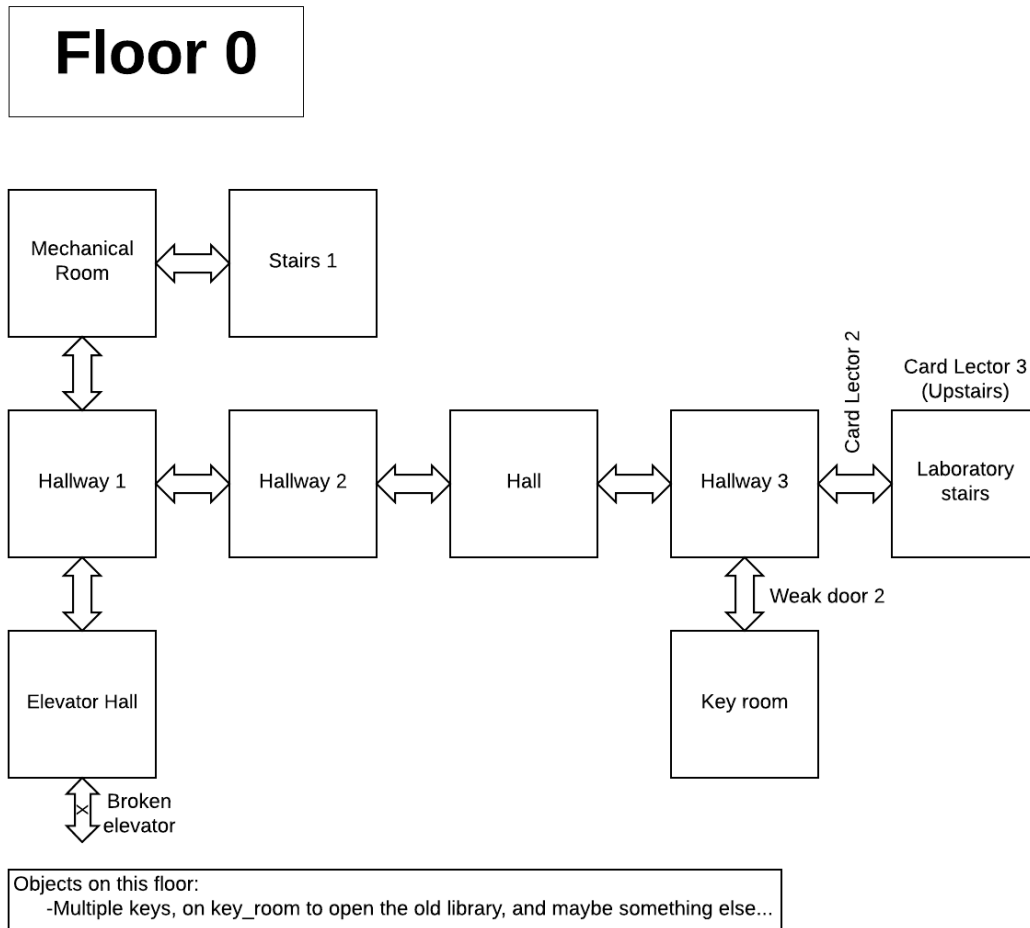 Floor 0
Mechanical
Room
Stairs 1
Card Lector 2
Card Lector 3
(Upstairs)
Hallway 1
Hallway 2
Hall
Hallway 3
Laboratory
stairs
Weak door 2
Elevator Hall
Key room
Broken
elevator
Objects on this floor:
-Multiple keys, on key_room to open the old library, and maybe something else...